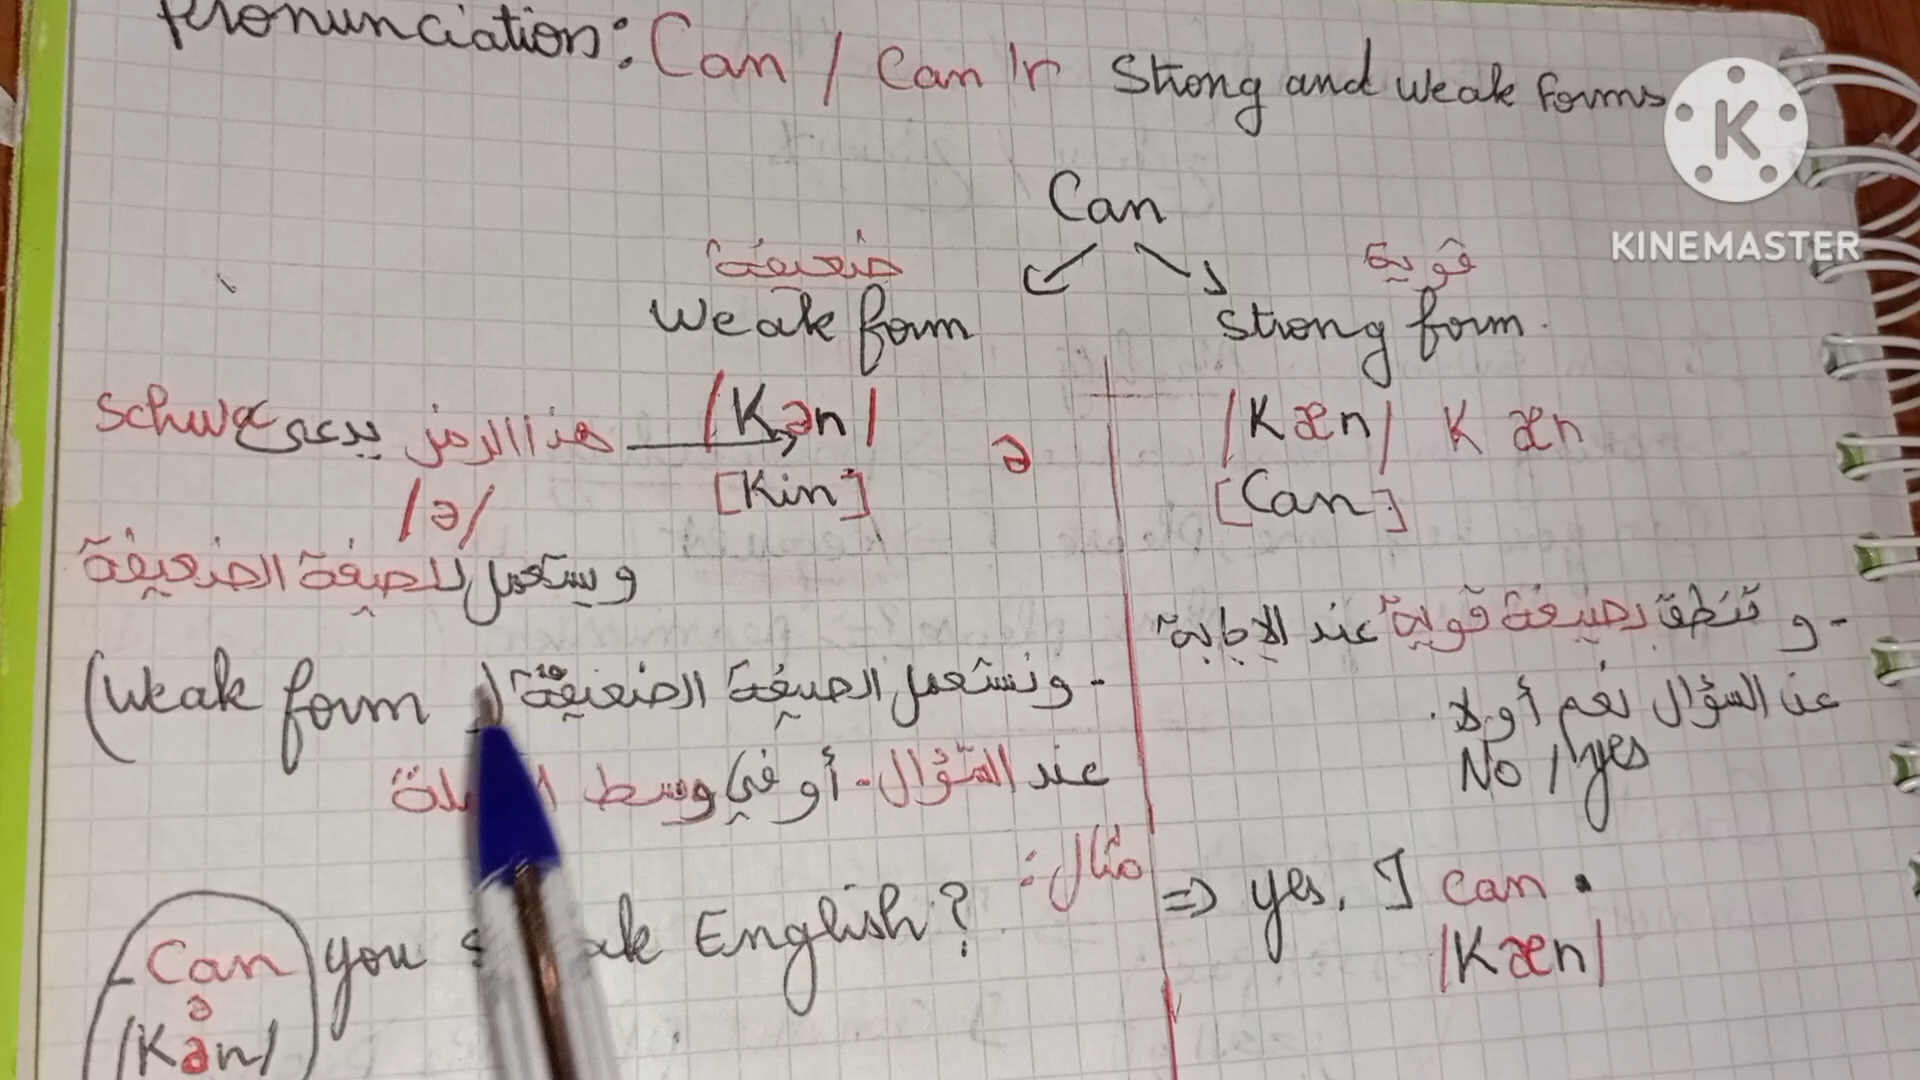 Pronunciation: Can / Can't Strong and weak forms
K
KINEMASTER
Can
ضعيفة
قوية
Weak form
Strong form.
/Kən/
[Kin]
هذا الرمز يدعى schwa
/ə/
ə
ويستعمل للصيغة الضعيفة
- ونستعمل الصيغة الضعيفة
(Weak form)
عند السؤال - أو في وسط
مثال:
- Can you English?
ə
/Kən/
/Kæn/ K æn
[Can]
- و تنطق بصيغة قوية عند الإجابة
عن السؤال نعم أو لا.
No / yes
=> yes, I can.
/Kæn/